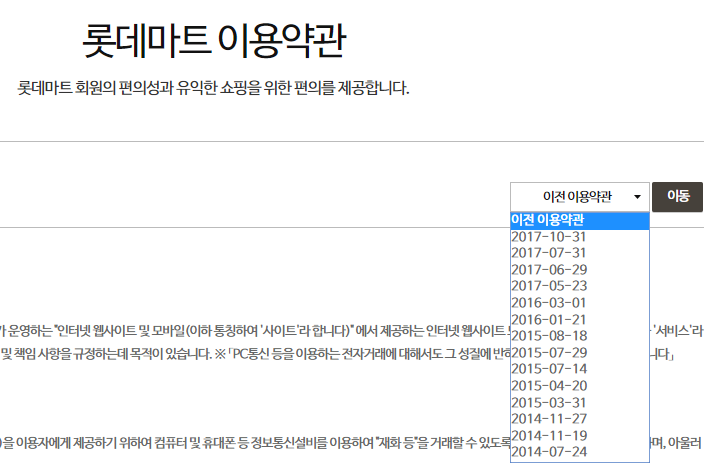 롯데마트 이용약관
롯데마트 회원의 편의성과 유익한 쇼핑을 위한 편의를 제공합니다.
이전 이용약관 이동
이전 이용약관
2017-10-31
2017-07-31
2017-06-29
2017-05-23
2016-03-01
2016-01-21
2015-08-18
2015-07-29
2015-07-14
2015-04-20
2015-03-31
2014-11-27
2014-11-19
2014-07-24
가 운영하는 "인터넷 웹사이트 및 모바일(이하 통칭하여 '사이트'라 합니다)" 에서 제공하는 인터넷 웹사이트 '서비스'라
및 책임 사항을 규정하는데 목적이 있습니다. ※「PC통신 등을 이용하는 전자거래에 대해서도 그 성질에 반하 니다」
)을 이용자에게 제공하기 위하여 컴퓨터 및 휴대폰 등 정보통신설비를 이용하여 "재화 등"을 거래할 수 있도록 하며, 아울러